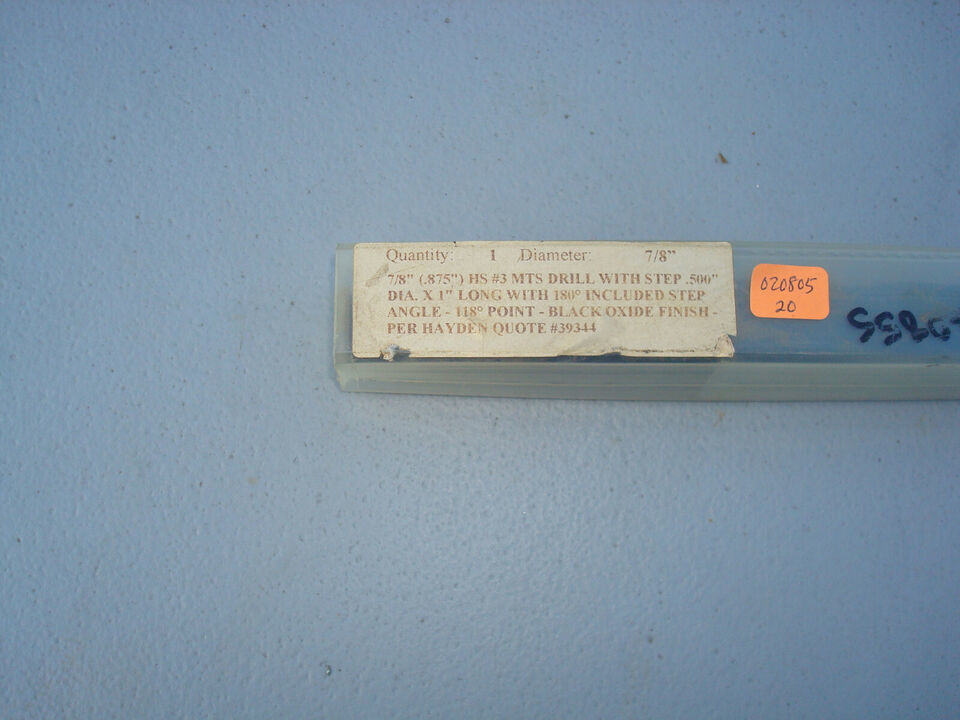 Quantity: 1 Diameter: 7/8"
7/8" (.875") HS #3 MTS DRILL WITH STEP .500"
DIA. X 1" LONG WITH 180° INCLUDED STEP
ANGLE - 118° POINT - BLACK OXIDE FINISH -
PER HAYDEN QUOTE #39344
020805
20